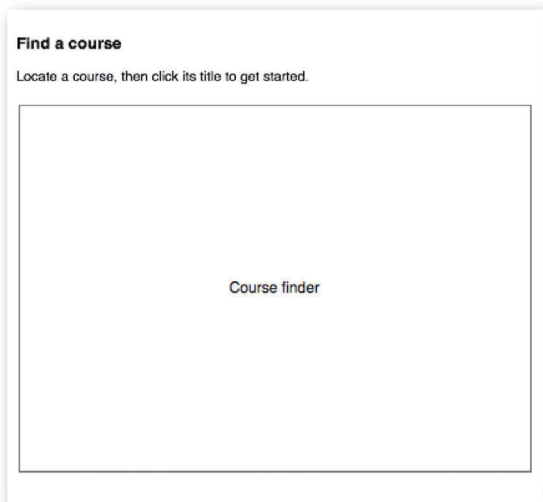 Find a course
Locate a course, then click its title to get started.
Course finder